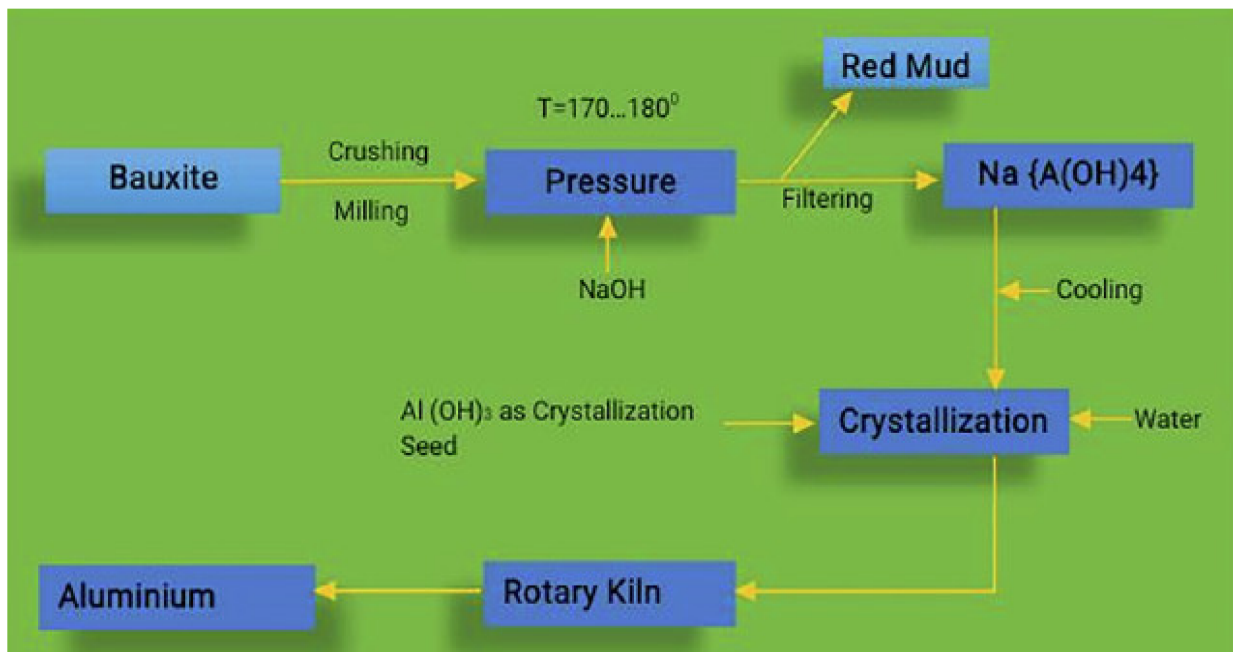 Red Mud
T=170...180⁰
Crushing
Bauxite
Pressure
Na {A(OH)4}
Milling
Filtering
NaOH
Cooling
Al (OH)₃ as Crystallization
Seed
Crystallization
Water
Aluminium
Rotary Kiln